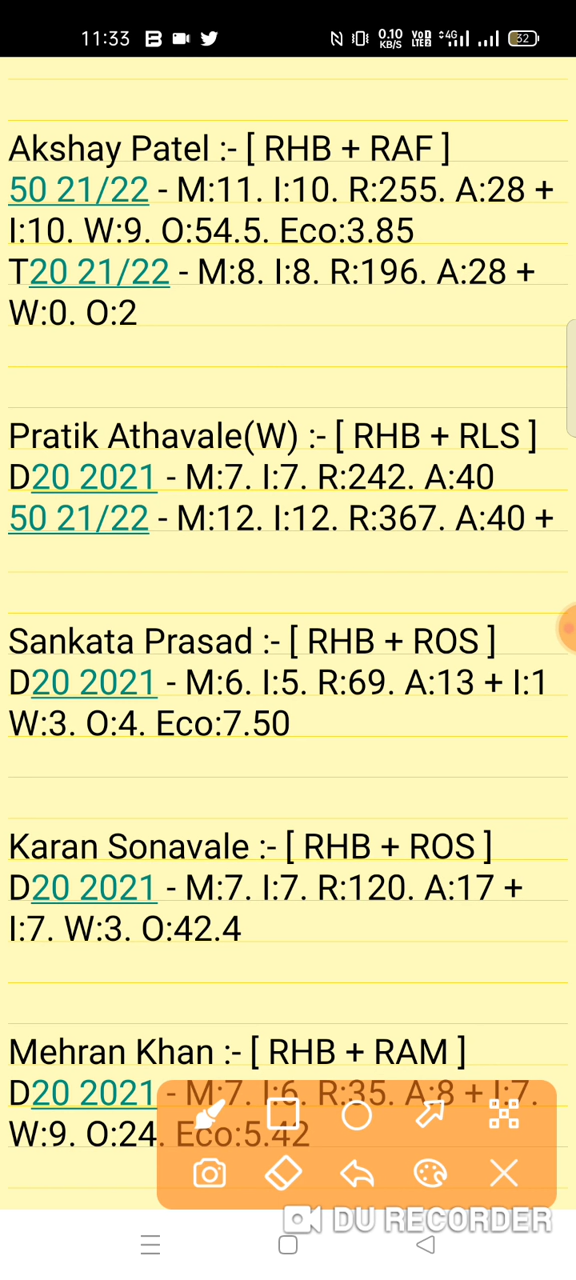 11:33 0.10 KB/S VoD LTE2 4G 32
Akshay Patel :- [ RHB + RAF ]
50 21/22 - M:11. I:10. R:255. A:28 +
I:10. W:9. O:54.5. Eco:3.85
T20 21/22 - M:8. I:8. R:196. A:28 +
W:0. O:2
Pratik Athavale(W) :- [ RHB + RLS ]
D20 2021 - M:7. I:7. R:242. A:40
50 21/22 - M:12. I:12. R:367. A:40 +
Sankata Prasad :- [ RHB + ROS ]
D20 2021 - M:6. I:5. R:69. A:13 + I:1
W:3. O:4. Eco:7.50
Karan Sonavale :- [ RHB + ROS ]
D20 2021 - M:7. I:7. R:120. A:17 +
I:7. W:3. O:42.4
Mehran Khan :- [ RHB + RAM ]
D20 2021 - M:7. I:6. R:35. A:8 + I:7.
W:9. O:24. Eco:5.42
DU RECORDER